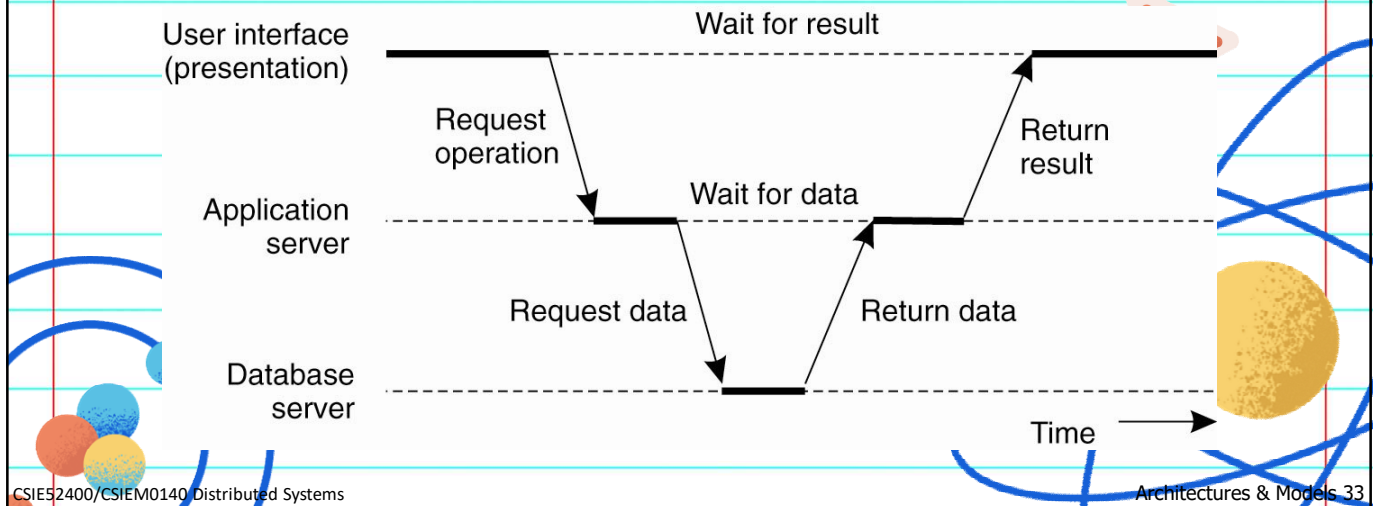 User interface
(presentation)
Wait for result
Request
operation
Return
result
Application
server
Wait for data
Request data
Return data
Database
server
Time
CSIE52400/CSIEM0140 Distributed Systems
Architectures & Models 33